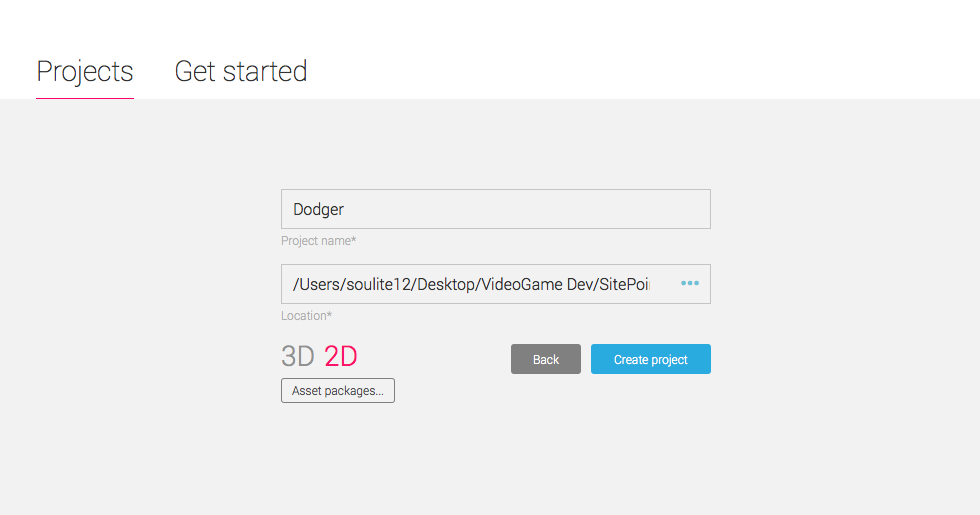 Projects Get started
Dodger
Project name*
/Users/soulite12/Desktop/VideoGame Dev/SitePoi
Location*
3D 2D Back Create project
Asset packages...